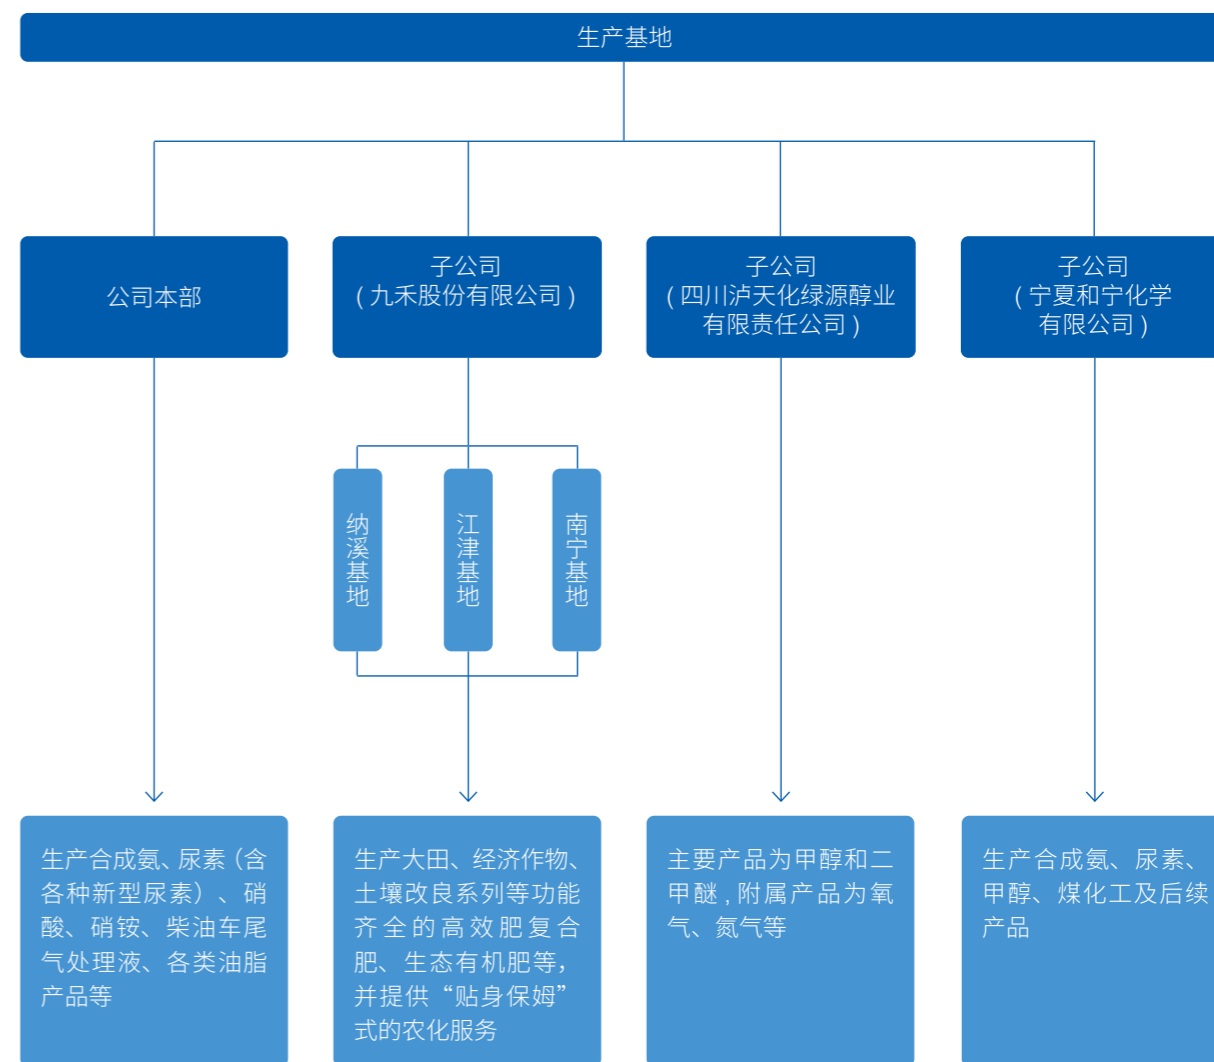 生产基地
公司本部
子公司
( 九禾股份有限公司 )
子公司
( 四川泸天化绿源醇业
有限责任公司 )
子公司
( 宁夏和宁化学
有限公司 )
纳溪基地
江津基地
南宁基地
生产合成氨、尿素（含
各种新型尿素）、硝
酸、硝铵、柴油车尾
气处理液、各类油脂
产品等
生产大田、经济作物、
土壤改良系列等功能
齐全的高效肥复合
肥、生态有机肥等，
并提供“贴身保姆”
式的农化服务
主要产品为甲醇和二
甲醚 , 附属产品为氧
气、氮气等
生产合成氨、尿素、
甲醇、煤化工及后续
产品